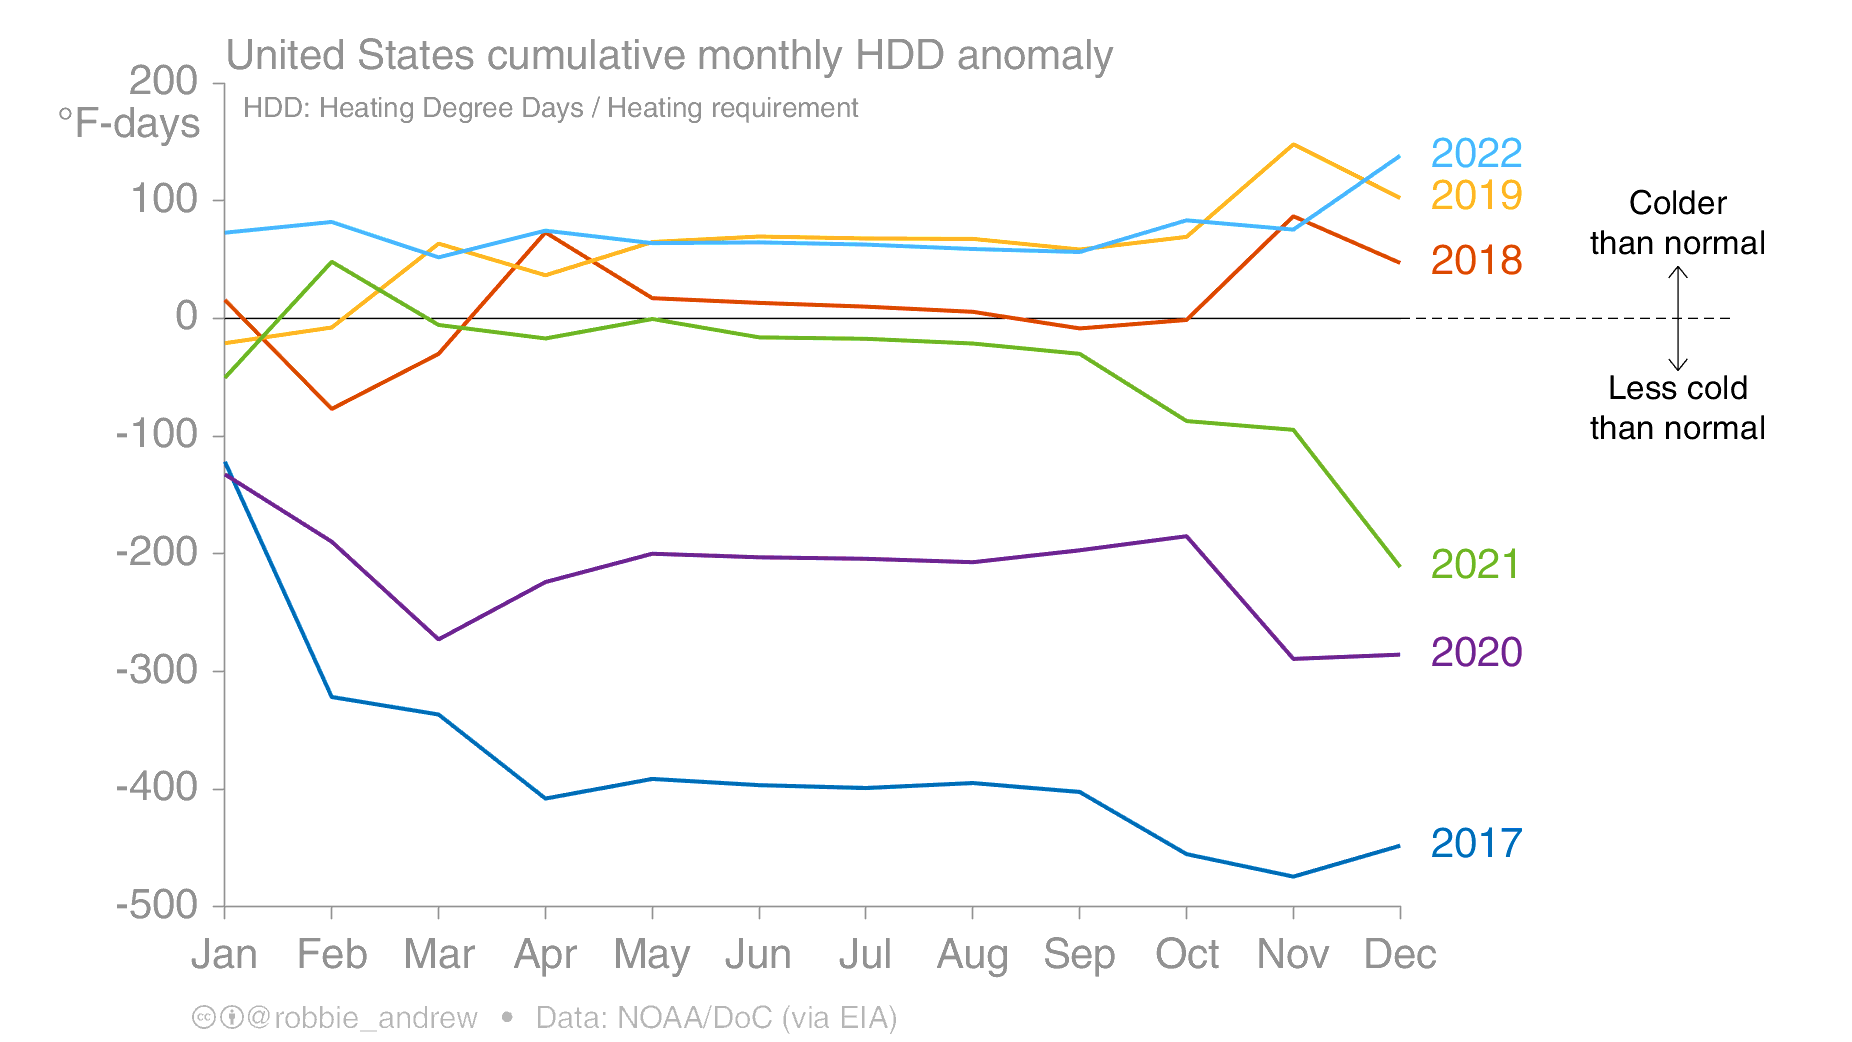 United States cumulative monthly HDD anomaly
200
°F-days
HDD: Heating Degree Days / Heating requirement
100
0
-100
-200
-300
-400
-500
2022
2019
2018
2021
2020
2017
Colder
than normal
Less cold
than normal
Jan Feb Mar Apr May Jun Jul Aug Sep Oct Nov Dec
cc @robbie_andrew • Data: NOAA/DoC (via EIA)